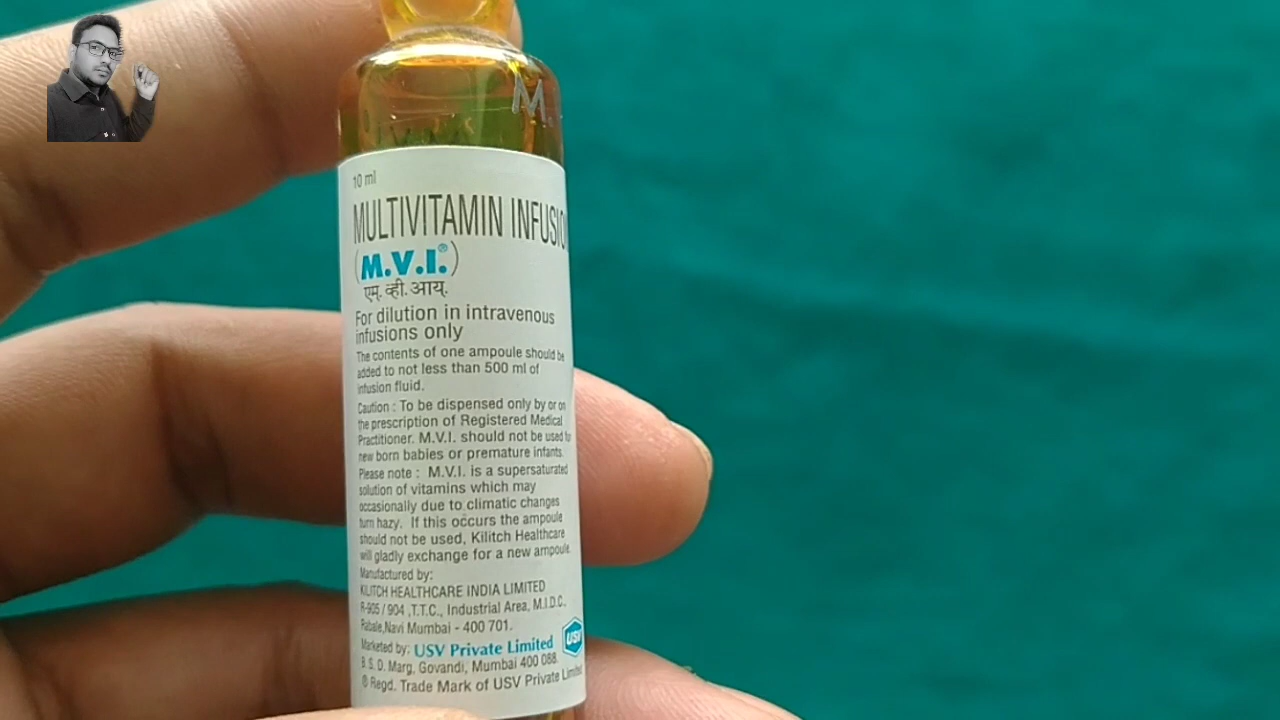 M.
10 ml
MULTIVITAMIN INFUSIO
(M.V.I.®)
एम्. व्ही. आय्.
For dilution in intravenous
infusions only
The contents of one ampoule should be
added to not less than 500 ml of
infusion fluid.
Caution : To be dispensed only by or on
the prescription of Registered Medical
Practitioner. M.V.I. should not be used for
new born babies or premature infants.
Please note : M.V.I. is a supersaturated
solution of vitamins which may
occasionally due to climatic changes
turn hazy. If this occurs the ampoule
should not be used, Kilitch Healthcare
will gladly exchange for a new ampoule.
Manufactured by:
KILITCH HEALTHCARE INDIA LIMITED
R-905 / 904 ,T.T.C., Industrial Area, M.I.D.C.,
Rabale,Navi Mumbai - 400 701.
Marketed by: USV Private Limited USV
B. S. D. Marg, Govandi, Mumbai 400 088.
® Regd. Trade Mark of USV Private Limited